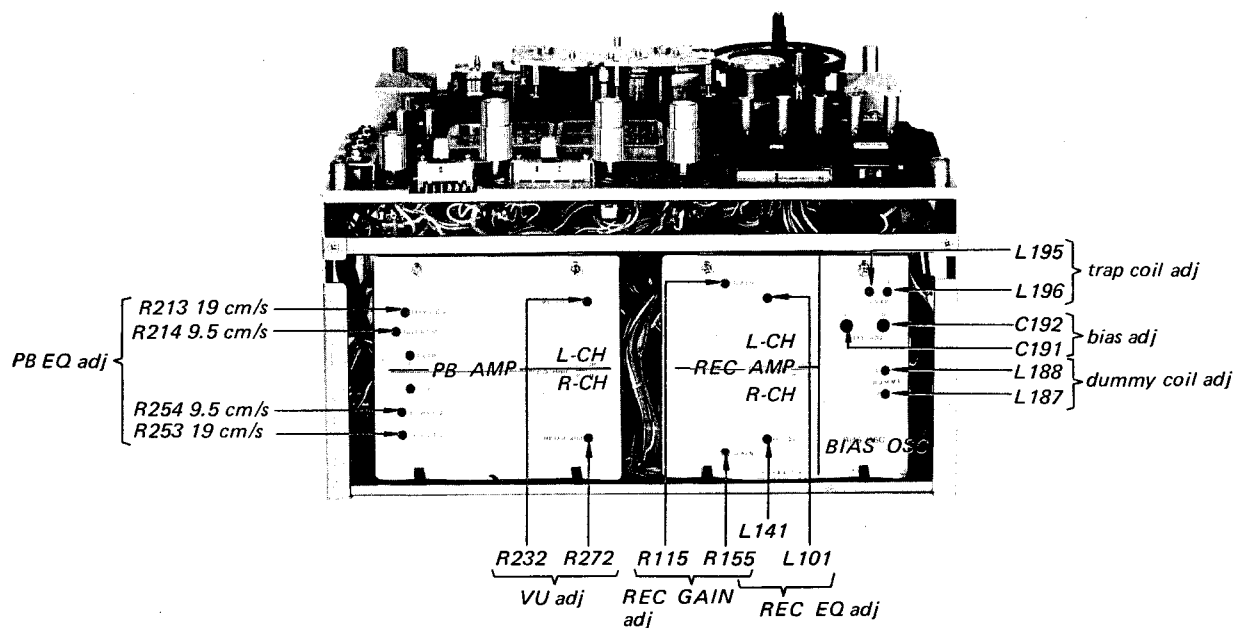 L195
trap coil adj
L196
R213 19 cm/s
R214 9.5 cm/s
C192
bias adj
C191
PB EQ adj
L-CH
PB AMP
R-CH
L-CH
REC AMP
R-CH
L188
dummy coil adj
L187
R254 9.5 cm/s
R253 19 cm/s
BIAS OSC
L141
R232 R272 R115 R155 L101
VU adj
REC GAIN
adj
REC EQ adj